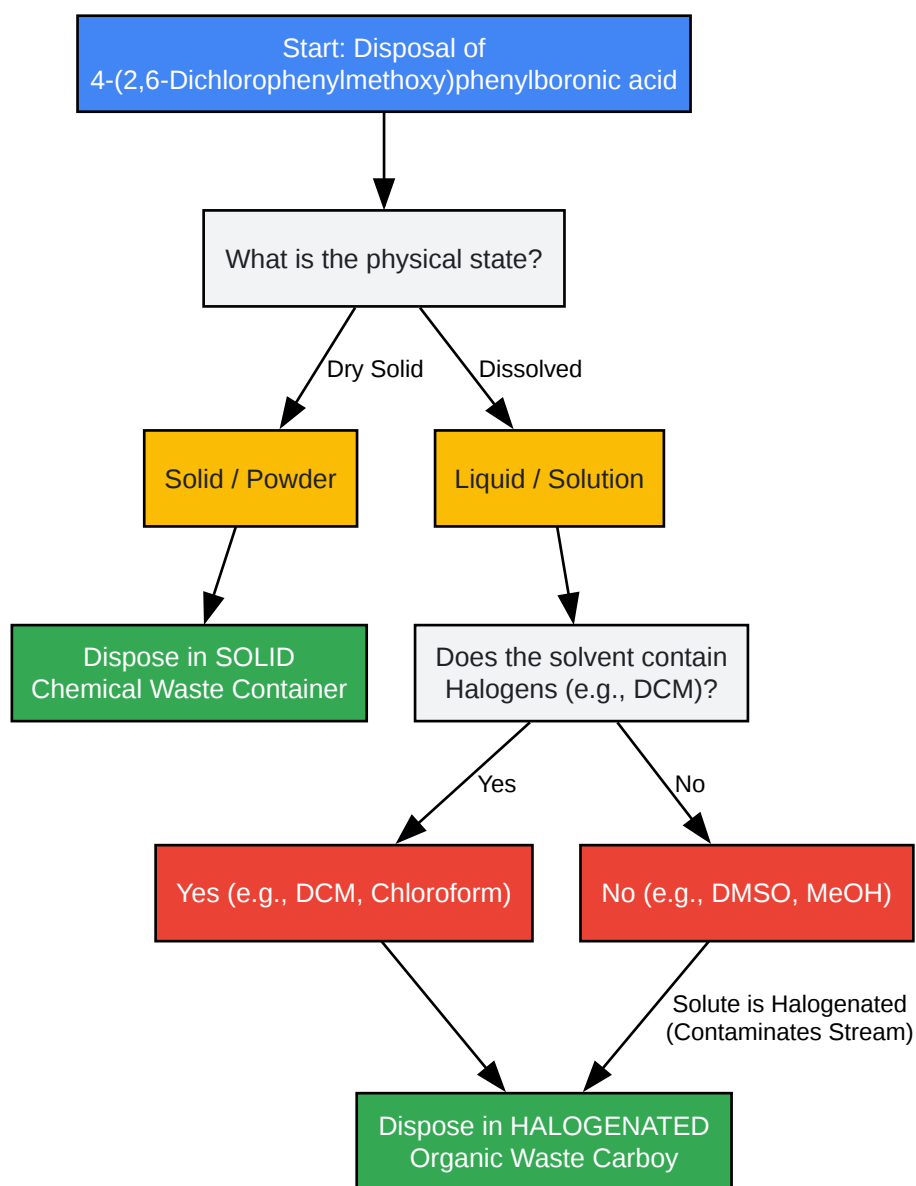 Start: Disposal of
4-(2,6-Dichlorophenylmethoxy)phenylboronic acid
What is the physical state?
Dry Solid
Dissolved
Solid / Powder
Liquid / Solution
Dispose in SOLID
Chemical Waste Container
Does the solvent contain
Halogens (e.g., DCM)?
Yes
No
Yes (e.g., DCM, Chloroform)
No (e.g., DMSO, MeOH)
Solute is Halogenated
(Contaminates Stream)
Dispose in HALOGENATED
Organic Waste Carboy